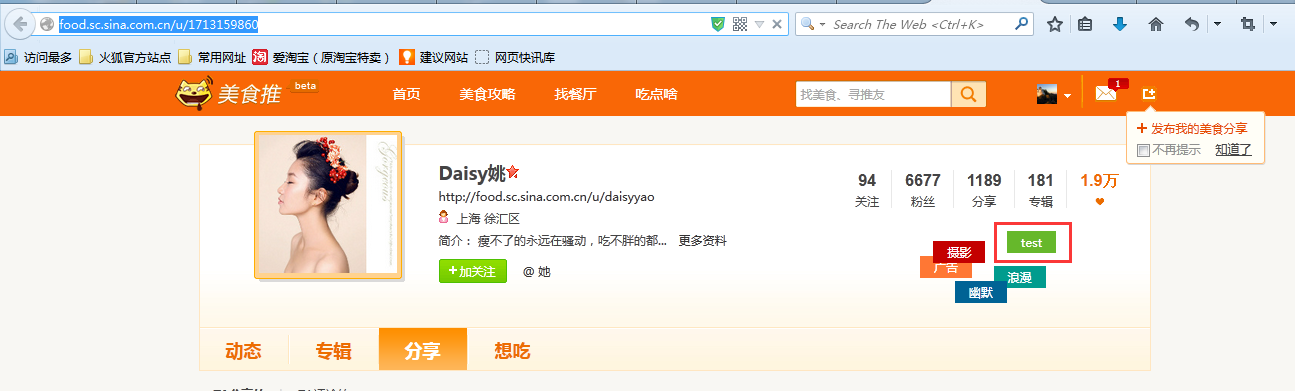 food.sc.sina.com.cn/u/1713159860
Search The Web <Ctrl+K>
访问最多 火狐官方站点 常用网址 爱淘宝（原淘宝特卖） 建议网站 网页快讯库
美食推 beta 首页 美食攻略 找餐厅 吃点啥 找美食、寻推友 1
+ 发布我的美食分享
不再提示 知道了
Gorgeous
Daisy姚
http://food.sc.sina.com.cn/u/daisyyao
上海 徐汇区
简介： 瘦不了的永远在骚动，吃不胖的都... 更多资料
+加关注 @ 她
94 6677 1189 181 1.9万
关注 粉丝 分享 专辑
test
摄影
广告
浪漫
幽默
动态 专辑 分享 想吃